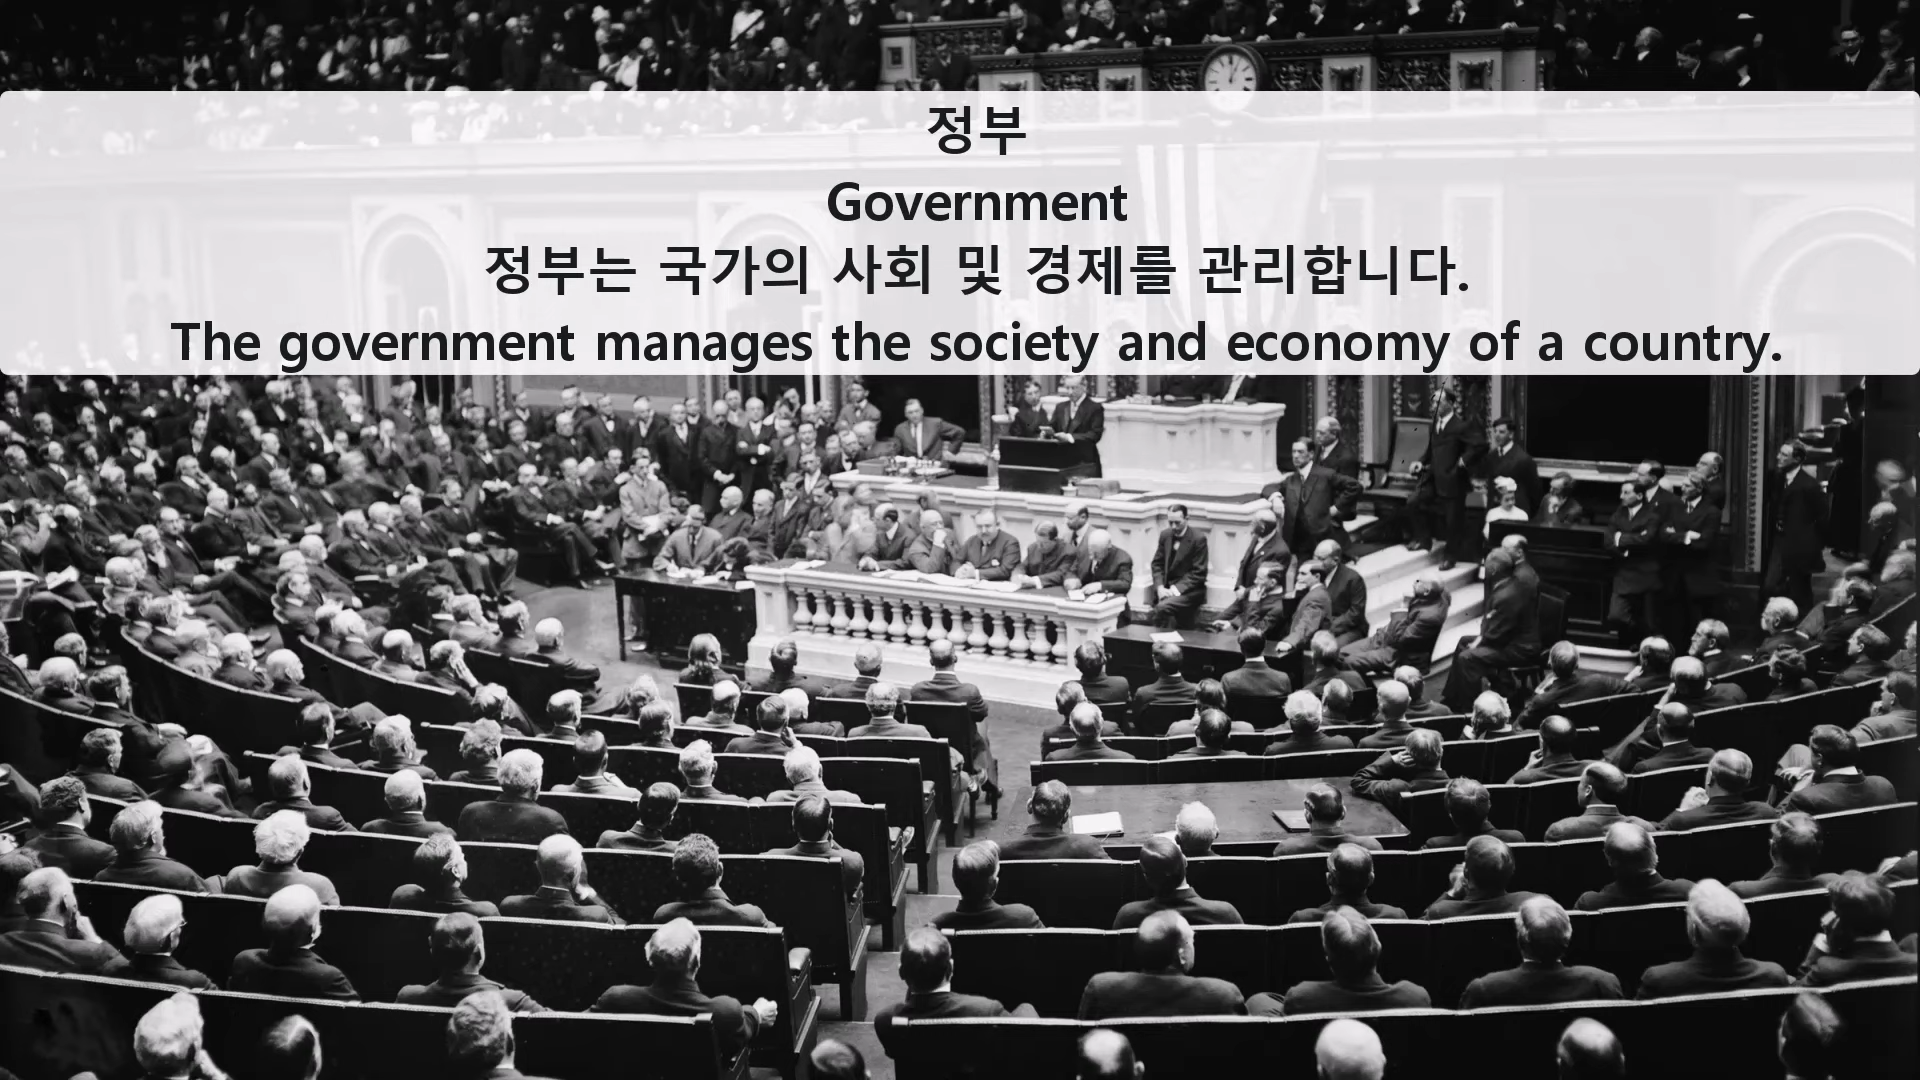 정부
Government
정부는 국가의 사회 및 경제를 관리합니다.
The government manages the society and economy of a country.